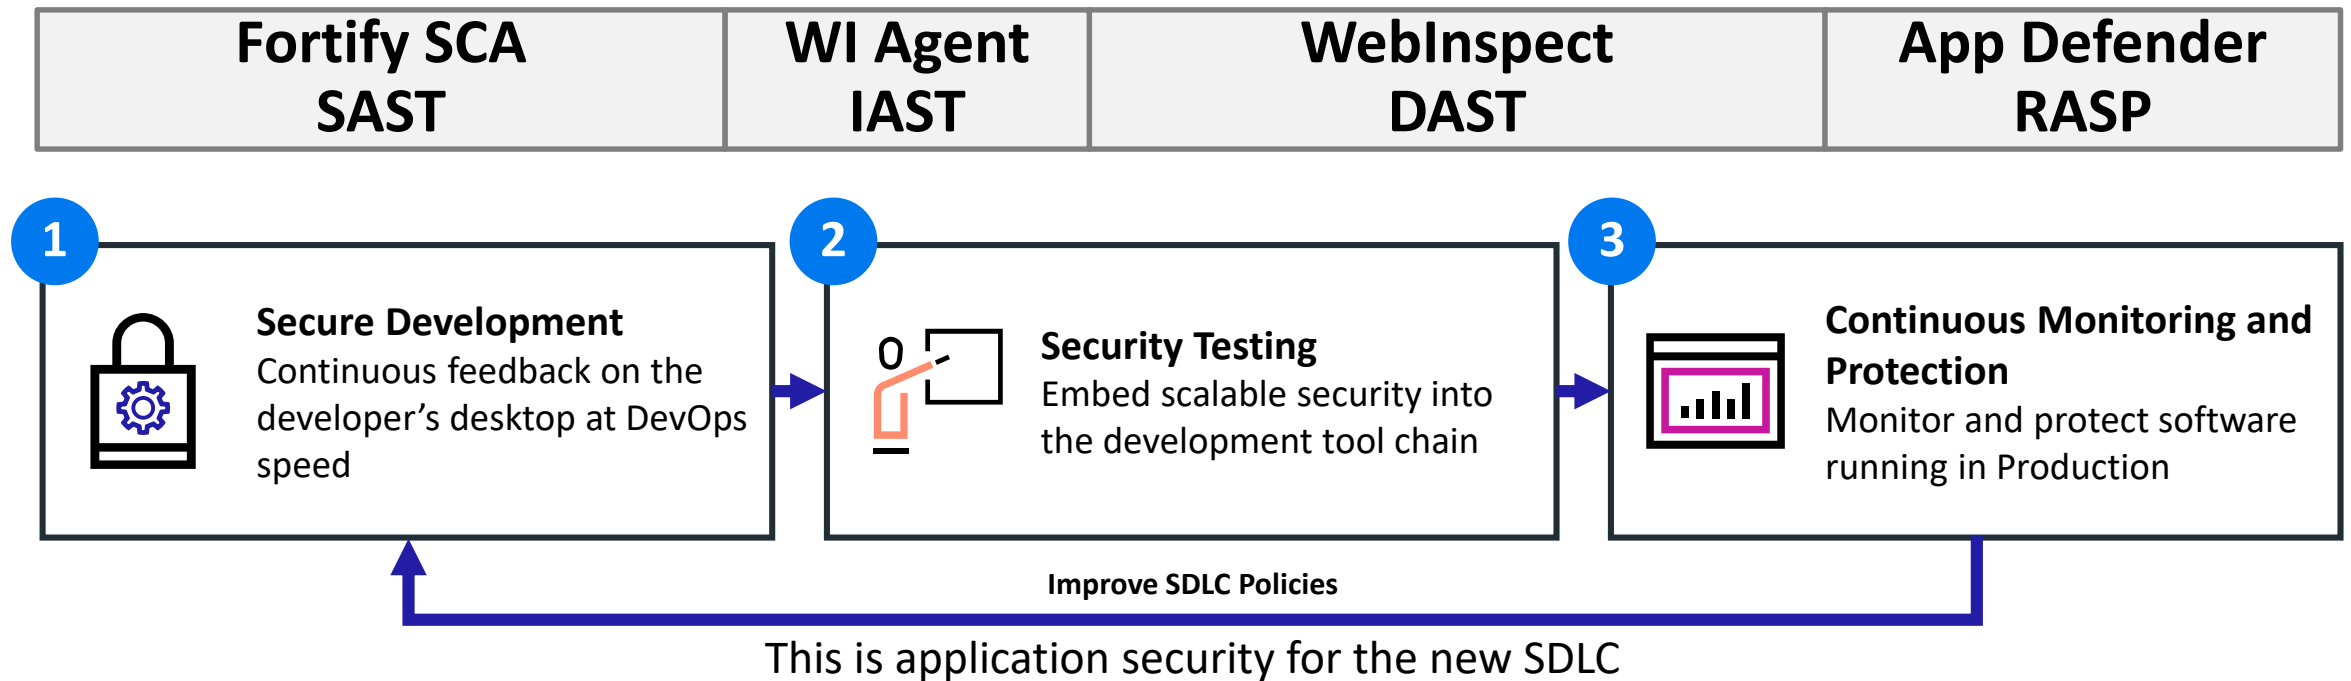 Fortify SCA
SAST
WI Agent
IAST
WebInspect
DAST
App Defender
RASP
1
Secure Development
Continuous feedback on the
developer’s desktop at DevOps
speed
2
Security Testing
Embed scalable security into
the development tool chain
3
Continuous Monitoring and
Protection
Monitor and protect software
running in Production
Improve SDLC Policies
This is application security for the new SDLC